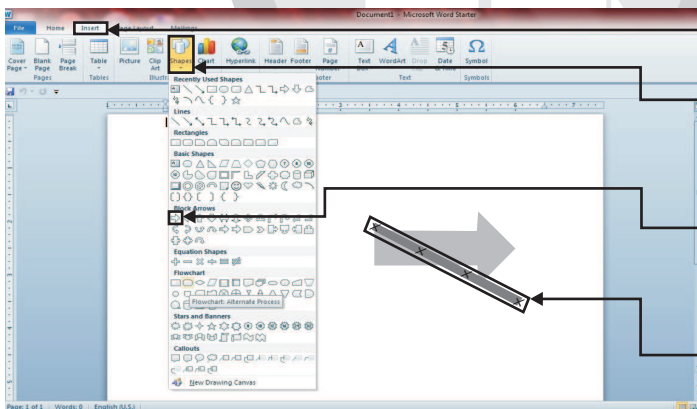 Document1 - Microsoft Word Starter
File Home Insert Page Layout Mailings
Cover Page Blank Page Page Break Table Picture Clip Art Shapes Chart Hyperlink Header Footer Page Number Text Box WordArt Drop Cap Date & Time Symbol
Pages Tables Text Symbols
Recently Used Shapes
Lines
Rectangles
Basic Shapes
Block Arrows
Equation Shapes
Flowchart
Flowchart: Alternate Process
Stars and Banners
Callouts
New Drawing Canvas
Page: 1 of 1 Words: 0 English (U.S.)